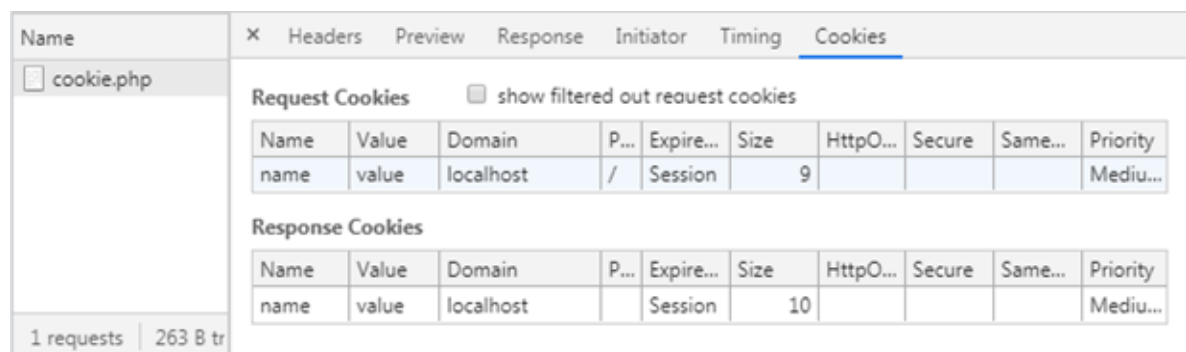 Name
× Headers Preview Response Initiator Timing Cookies
cookie.php
Request Cookies show filtered out request cookies
Name Value Domain P... Expire... Size HttpO... Secure Same... Priority
name value localhost / Session 9 Mediu...
Response Cookies
Name Value Domain P... Expire... Size HttpO... Secure Same... Priority
name value localhost Session 10 Mediu...
1 requests 263 B tr